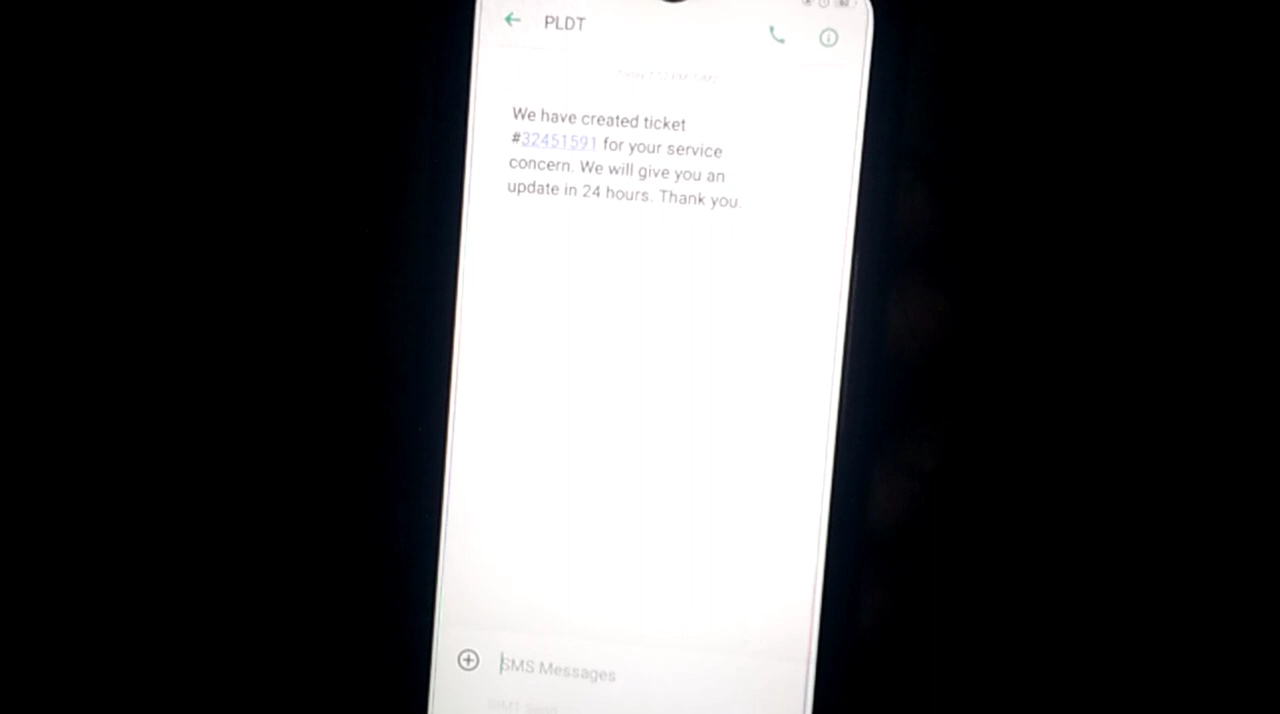 PLDT
We have created ticket
#32451591 for your service
concern. We will give you an
update in 24 hours. Thank you.
SMS Messages